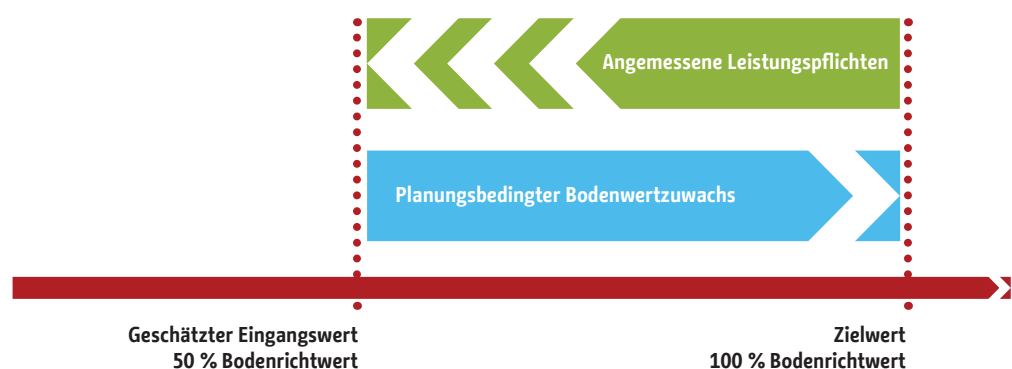 Angemessene Leistungspflichten
Planungsbedingter Bodenwertzuwachs
Geschätzter Eingangswert
50 % Bodenrichtwert
Zielwert
100 % Bodenrichtwert